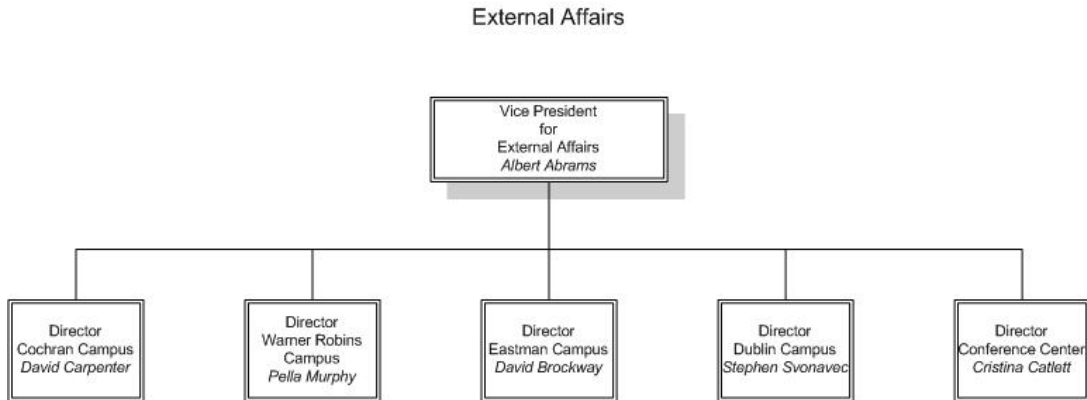 External Affairs
Vice President
for
External Affairs
Albert Abrams
Director
Cochran Campus
David Carpenter
Director
Warner Robins
Campus
Pella Murphy
Director
Eastman Campus
David Brockway
Director
Dublin Campus
Stephen Svonavec
Director
Conference Center
Cristina Catlett